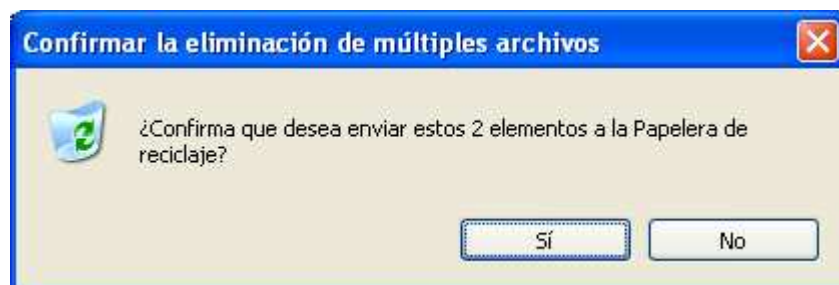 Confirmar la eliminación de múltiples archivos
¿Confirma que desea enviar estos 2 elementos a la Papelera de
reciclaje?
Sí
No